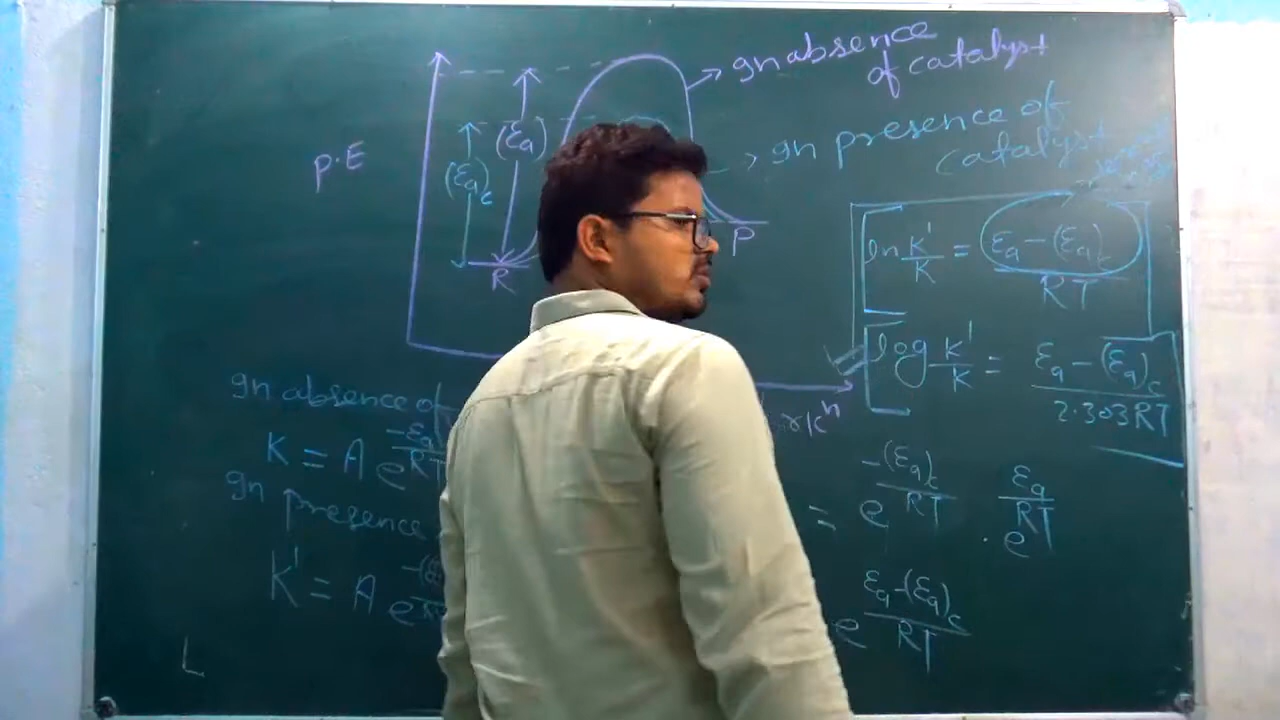 In absence
of catalyst
In presence of
catalyst
P.E
(Ea)
(Ea)c
R
P
ln K'/K = Ea-(Ea)c/RT
log K'/K = Ea-(Ea)c/2.303RT
In absence of
K = A e^-Ea/RT
In presence
K' = A e
= e^-(Ea)c/RT . e^Ea/RT
e^Ea-(Ea)c/RT
L